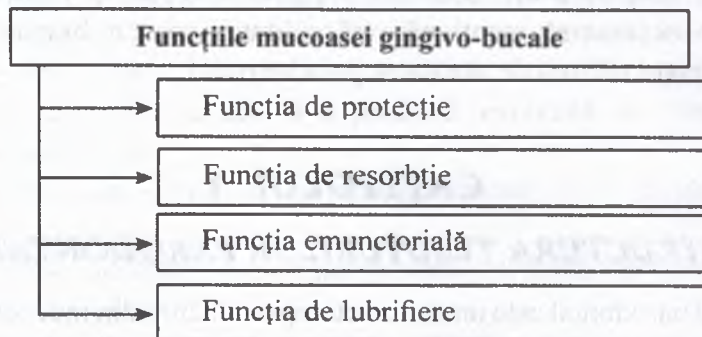 Funcțiile mucoasei gingivo-bucale
Funcția de protecție
Funcția de resorbție
Funcția emunctorială
Funcția de lubrifiere